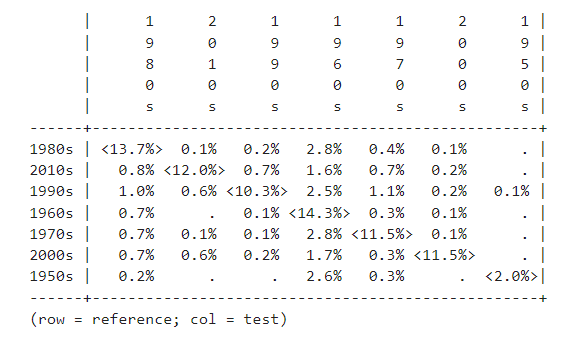 | 1 2 1 1 1 2 1 |
| 9 0 9 9 9 0 9 |
| 8 1 9 6 7 0 5 |
| 0 0 0 0 0 0 0 |
| s s s s s s s |
------+---------------------------------------------------------+
1980s | <13.7%> 0.1% 0.2% 2.8% 0.4% 0.1% . |
2010s | 0.8% <12.0%> 0.7% 1.6% 0.7% 0.2% . |
1990s | 1.0% 0.6% <10.3%> 2.5% 1.1% 0.2% 0.1% |
1960s | 0.7% . 0.1% <14.3%> 0.3% 0.1% . |
1970s | 0.7% 0.1% 0.1% 2.8% <11.5%> 0.1% . |
2000s | 0.7% 0.6% 0.2% 1.7% 0.3% <11.5%> . |
1950s | 0.2% . . 2.6% 0.3% . <2.0%>|
------+---------------------------------------------------------+
(row = reference; col = test)